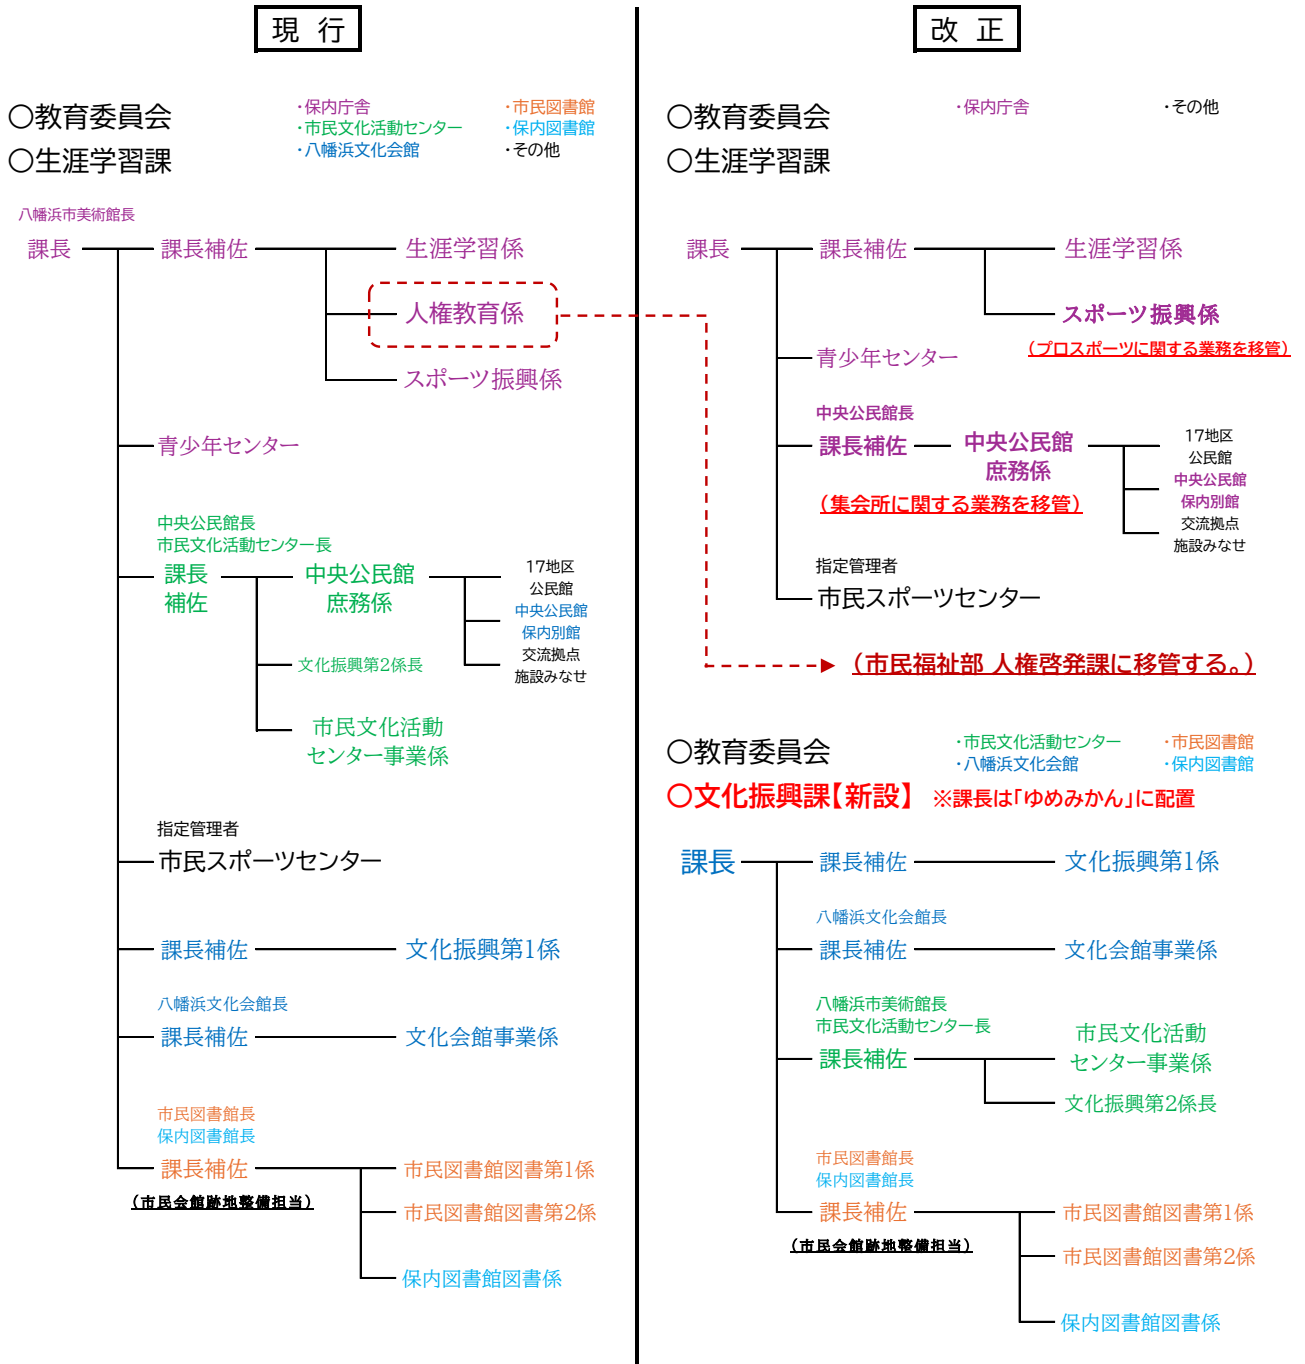 現 行
○教育委員会
・保内庁舎
・市民図書館
・市民文化活動センター
・保内図書館
・八幡浜文化会館
・その他
○生涯学習課
八幡浜市美術館長
課長
課長補佐
生涯学習係
人権教育係
スポーツ振興係
青少年センター
中央公民館長
市民文化活動センター長
課長
補佐
中央公民館
庶務係
17地区
公民館
中央公民館
保内別館
交流拠点
施設みなせ
文化振興第2係長
市民文化活動
センター事業係
指定管理者
市民スポーツセンター
課長補佐
文化振興第1係
八幡浜文化会館長
課長補佐
文化会館事業係
市民図書館長
保内図書館長
課長補佐
(市民会館跡地整備担当)
市民図書館図書第1係
市民図書館図書第2係
保内図書館図書係
改 正
○教育委員会
・保内庁舎
・その他
○生涯学習課
課長
課長補佐
生涯学習係
スポーツ振興係
(プロスポーツに関する業務を移管)
青少年センター
中央公民館長
課長補佐
中央公民館
庶務係
(集会所に関する業務を移管)
17地区
公民館
中央公民館
保内別館
交流拠点
施設みなせ
指定管理者
市民スポーツセンター
(市民福祉部 人権啓発課に移管する。)
○教育委員会
・市民文化活動センター
・市民図書館
・八幡浜文化会館
・保内図書館
○文化振興課【新設】 ※課長は「ゆめみかん」に配置
課長
課長補佐
文化振興第1係
八幡浜文化会館長
課長補佐
文化会館事業係
八幡浜市美術館長
市民文化活動センター長
課長補佐
市民文化活動
センター事業係
文化振興第2係長
市民図書館長
保内図書館長
課長補佐
(市民会館跡地整備担当)
市民図書館図書第1係
市民図書館図書第2係
保内図書館図書係